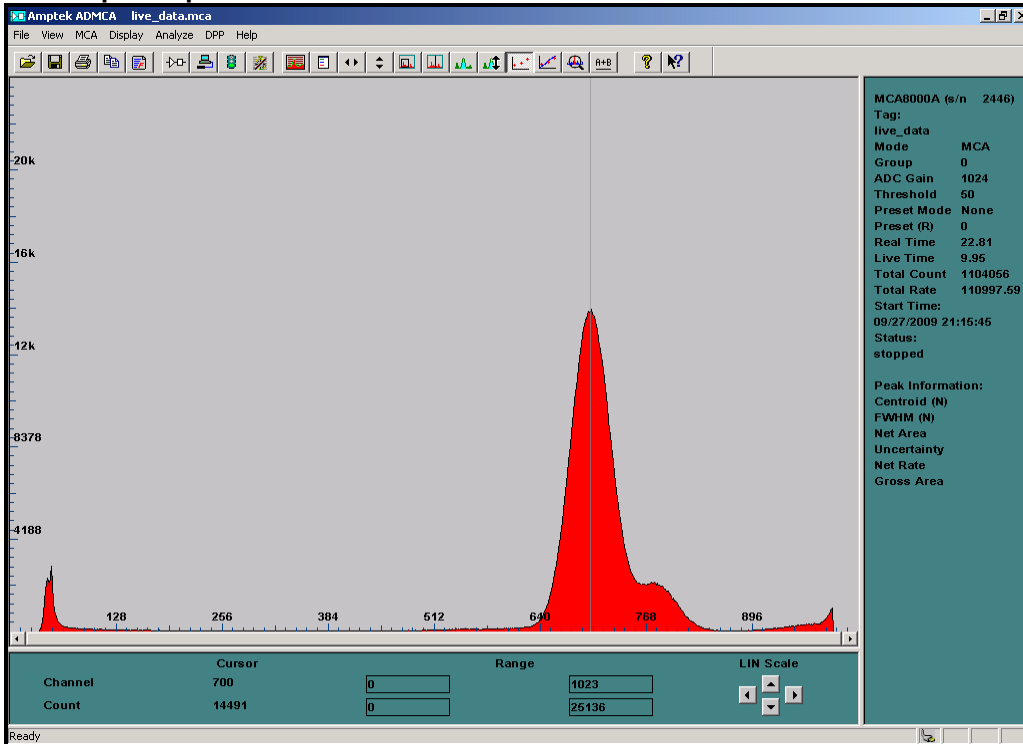 Amptek ADMCA live_data.mca
File View MCA Display Analyze DPP Help
A+B
20k
16k
12k
8378
4188
128 256 384 512 640 768 896
MCA8000A (s/n 2446)
Tag:
live_data
Mode MCA
Group 0
ADC Gain 1024
Threshold 50
Preset Mode None
Preset (R) 0
Real Time 22.81
Live Time 9.95
Total Count 1104056
Total Rate 110997.59
Start Time:
09/27/2009 21:15:45
Status:
stopped
Peak Information:
Centroid (N)
FWHM (N)
Net Area
Uncertainty
Net Rate
Gross Area
Cursor Range LIN Scale
Channel 700 0 1023
Count 14491 0 25136
Ready